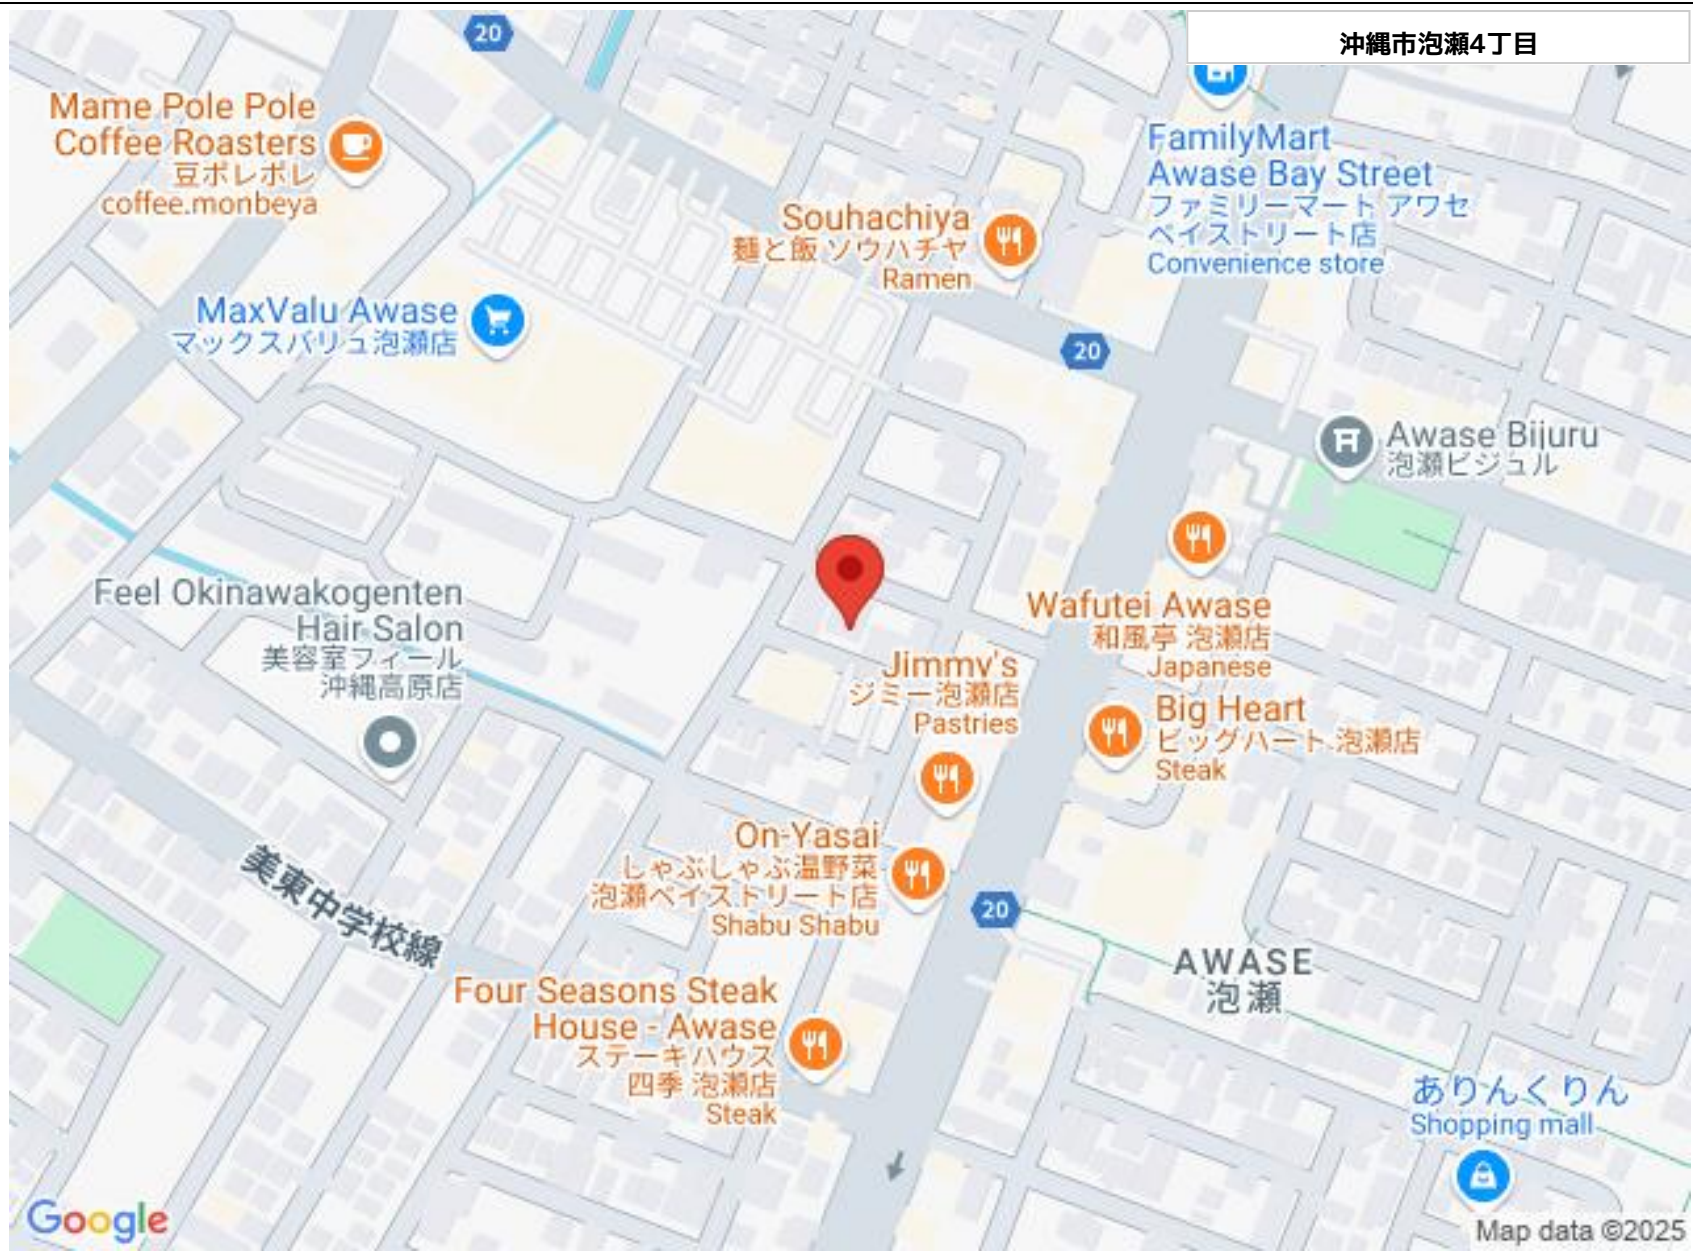 沖縄市泡瀬4丁目
20
Mame Pole Pole
Coffee Roasters
豆ポレポレ
coffee.monbeya
FamilyMart
Awase Bay Street
ファミリーマート アワセ
ベイストリート店
Convenience store
Souhachiya
麺と飯 ソウハチヤ
Ramen
MaxValu Awase
マックスバリュ泡瀬店
20
Awase Bijuru
泡瀬ビジュル
Feel Okinawakogenten
Hair Salon
美容室フィール
沖縄高原店
Wafutei Awase
和風亭 泡瀬店
Japanese
Jimmy's
ジミー泡瀬店
Pastries
Big Heart
ビッグハート 泡瀬店
Steak
On-Yasai
しゃぶしゃぶ温野菜
泡瀬ベイストリート店
Shabu Shabu
20
美東中学校線
AWASE
泡瀬
Four Seasons Steak
House - Awase
ステーキハウス
四季 泡瀬店
Steak
ありんくりん
Shopping mall
Google
Map data ©2025